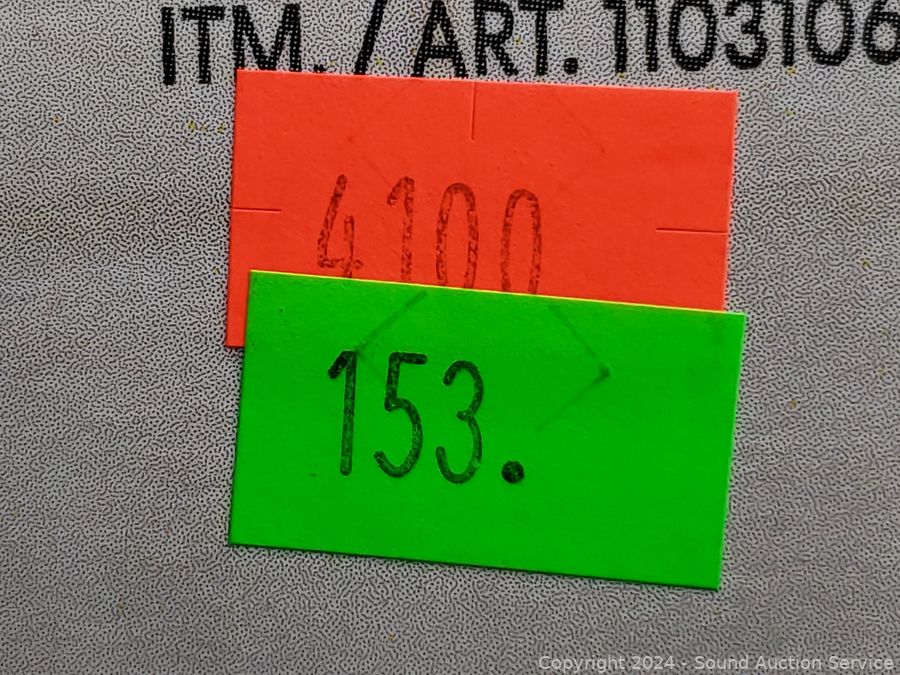 ITM. / ART. 1103106
4100
153.
Copyright 2024 - Sound Auction Service